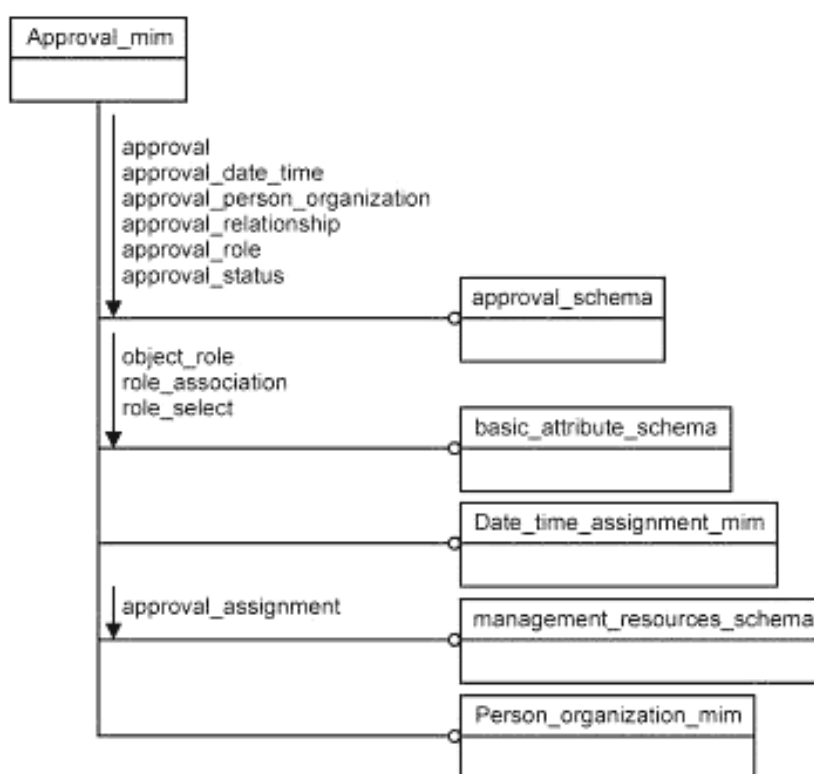 Approval_mim
approval
approval_date_time
approval_person_organization
approval_relationship
approval_role
approval_status
approval_schema
object_role
role_association
role_select
basic_attribute_schema
Date_time_assignment_mim
approval_assignment
management_resources_schema
Person_organization_mim